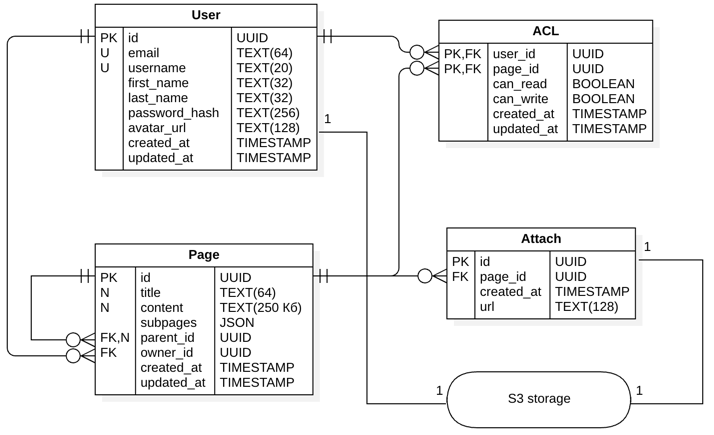 User
PK id UUID
U email TEXT(64)
U username TEXT(20)
first_name TEXT(32)
last_name TEXT(32)
password_hash TEXT(256)
avatar_url TEXT(128)
created_at TIMESTAMP
updated_at TIMESTAMP
1
ACL
PK,FK user_id UUID
PK,FK page_id UUID
can_read BOOLEAN
can_write BOOLEAN
created_at TIMESTAMP
updated_at TIMESTAMP
Page
PK id UUID
N title TEXT(64)
N content TEXT(250 Кб)
subpages JSON
FK,N parent_id UUID
FK owner_id UUID
created_at TIMESTAMP
updated_at TIMESTAMP
Attach
PK id UUID
FK page_id UUID
created_at TIMESTAMP
url TEXT(128)
1
1
S3 storage
1